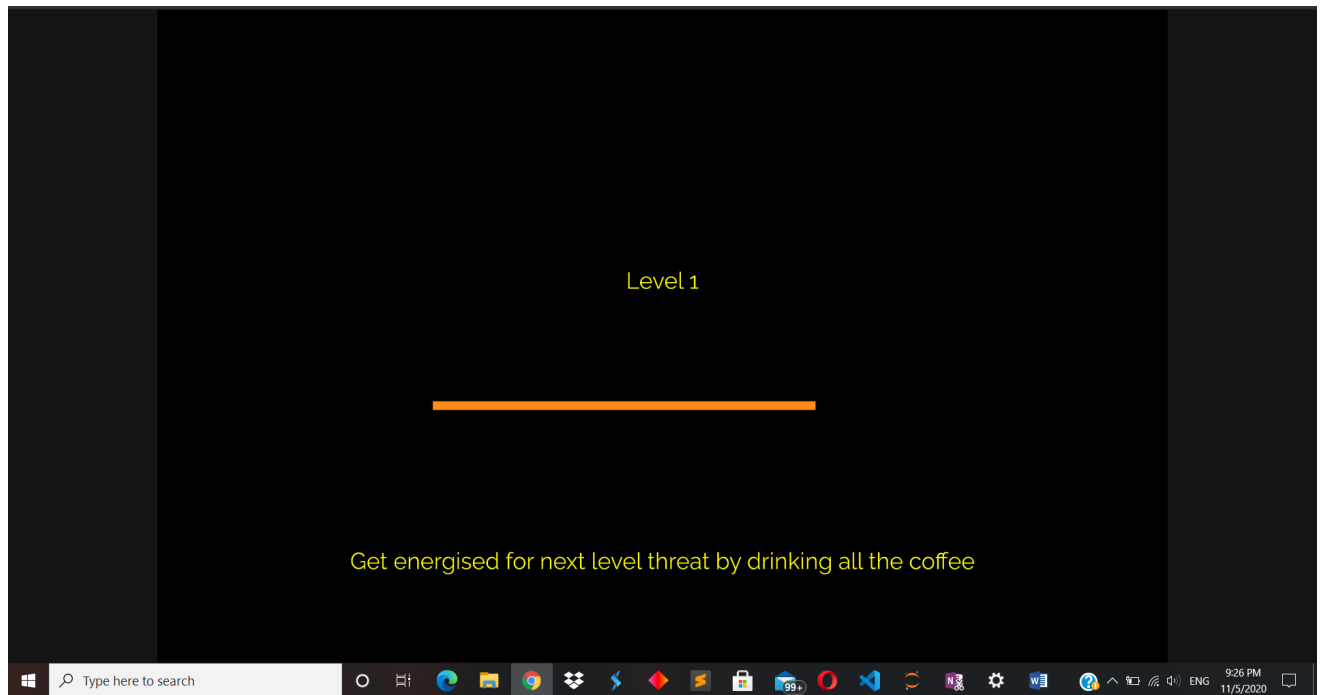 Level 1
Get energised for next level threat by drinking all the coffee
Type here to search
99+
ENG
9:26 PM
11/5/2020